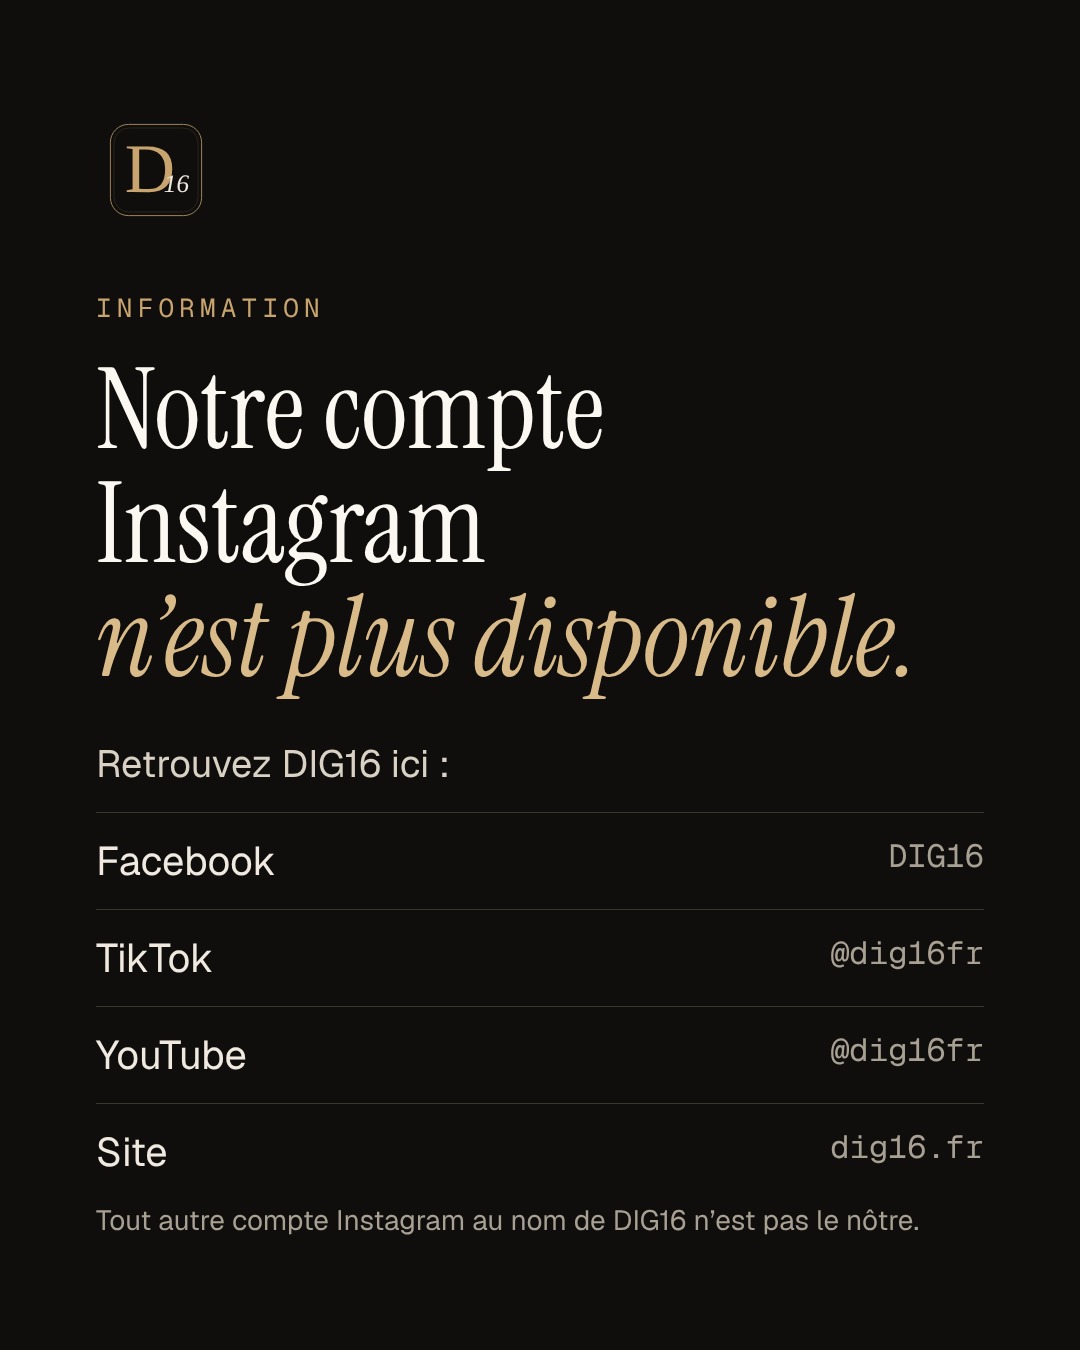 D16
INFORMATION
Notre compte
Instagram
n’est plus disponible.
Retrouvez DIG16 ici :
Facebook DIG16
TikTok @dig16fr
YouTube @dig16fr
Site dig16.fr
Tout autre compte Instagram au nom de DIG16 n’est pas le nôtre.